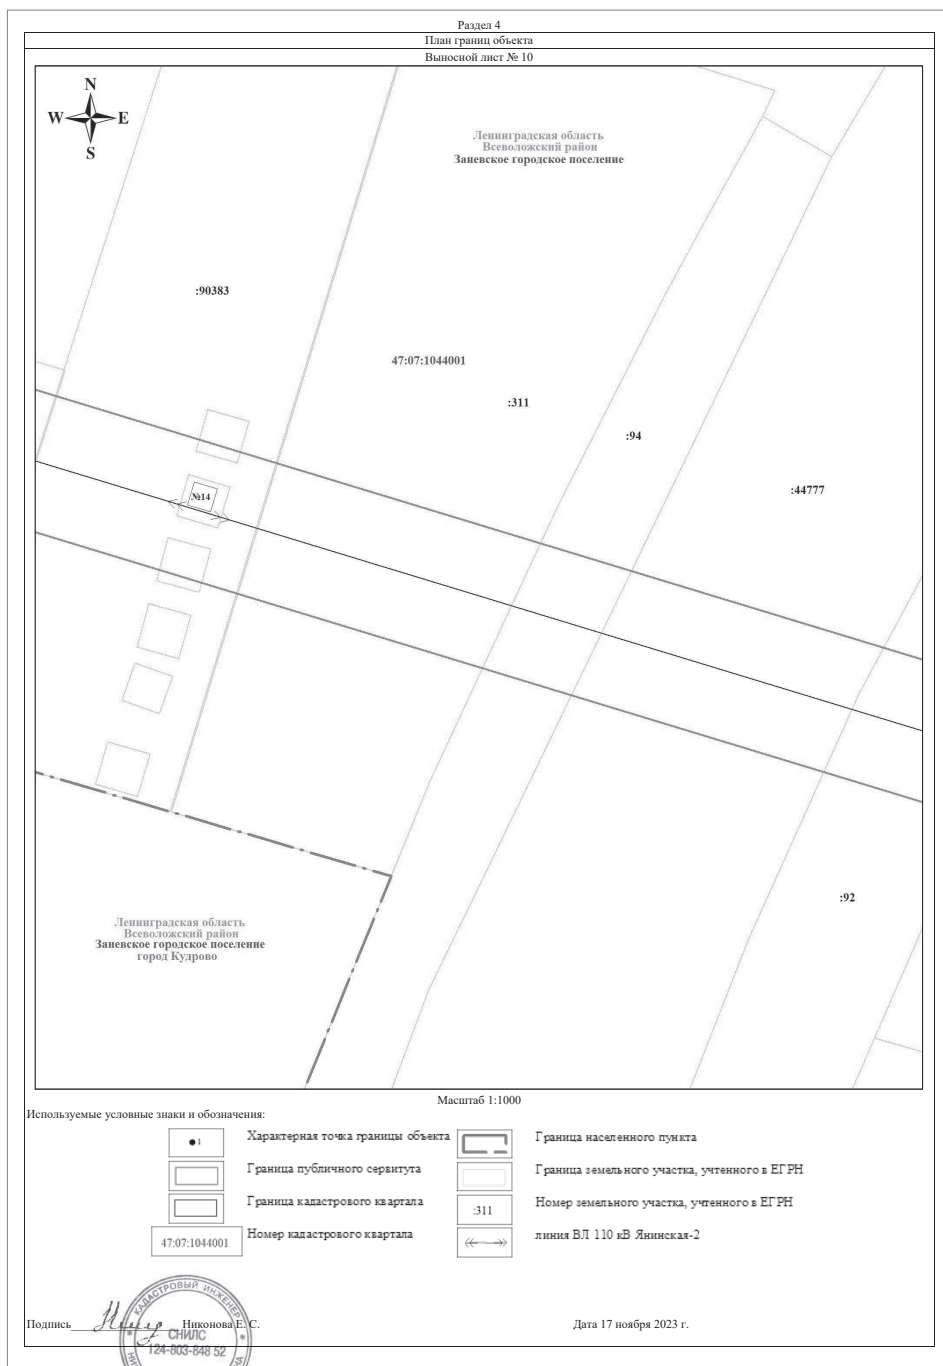 Раздел 4
План границ объекта
Выносной лист № 10
N
W E
S
Ленинградская область
Всеволожский район
Заневское городское поселение
:90383
47:07:1044001
:311
:94
:44777
№14
:92
Ленинградская область
Всеволожский район
Заневское городское поселение
город Кудрово
Масштаб 1:1000
Используемые условные знаки и обозначения:
1 Характерная точка границы объекта
Граница населенного пункта
Граница публичного сервитута
Граница земельного участка, учтенного в ЕГРН
Граница кадастрового квартала
:311 Номер земельного участка, учтенного в ЕГРН
47:07:1044001 Номер кадастрового квартала
линия ВЛ 110 кВ Янинская-2
Подпись Никонова Е. С. Дата 17 ноября 2023 г.
КАДАСТРОВЫЙ ИНЖЕНЕР
СНИЛС
124-803-848 52